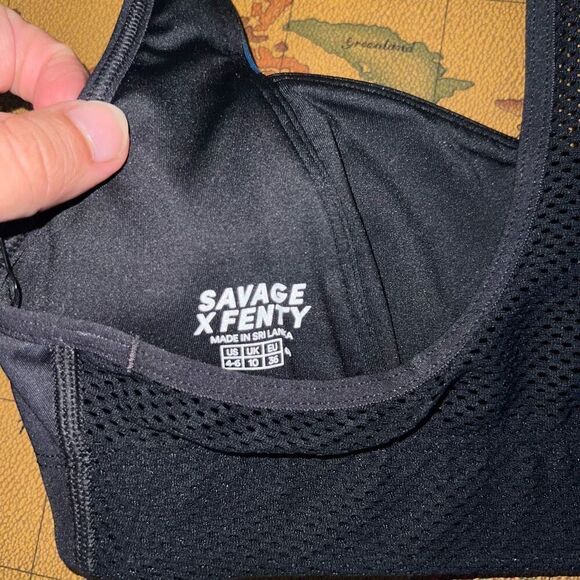 Greenland
SAVAGE
X FENTY
MADE IN SRI LANKA
US UK EU
4-6 10 36